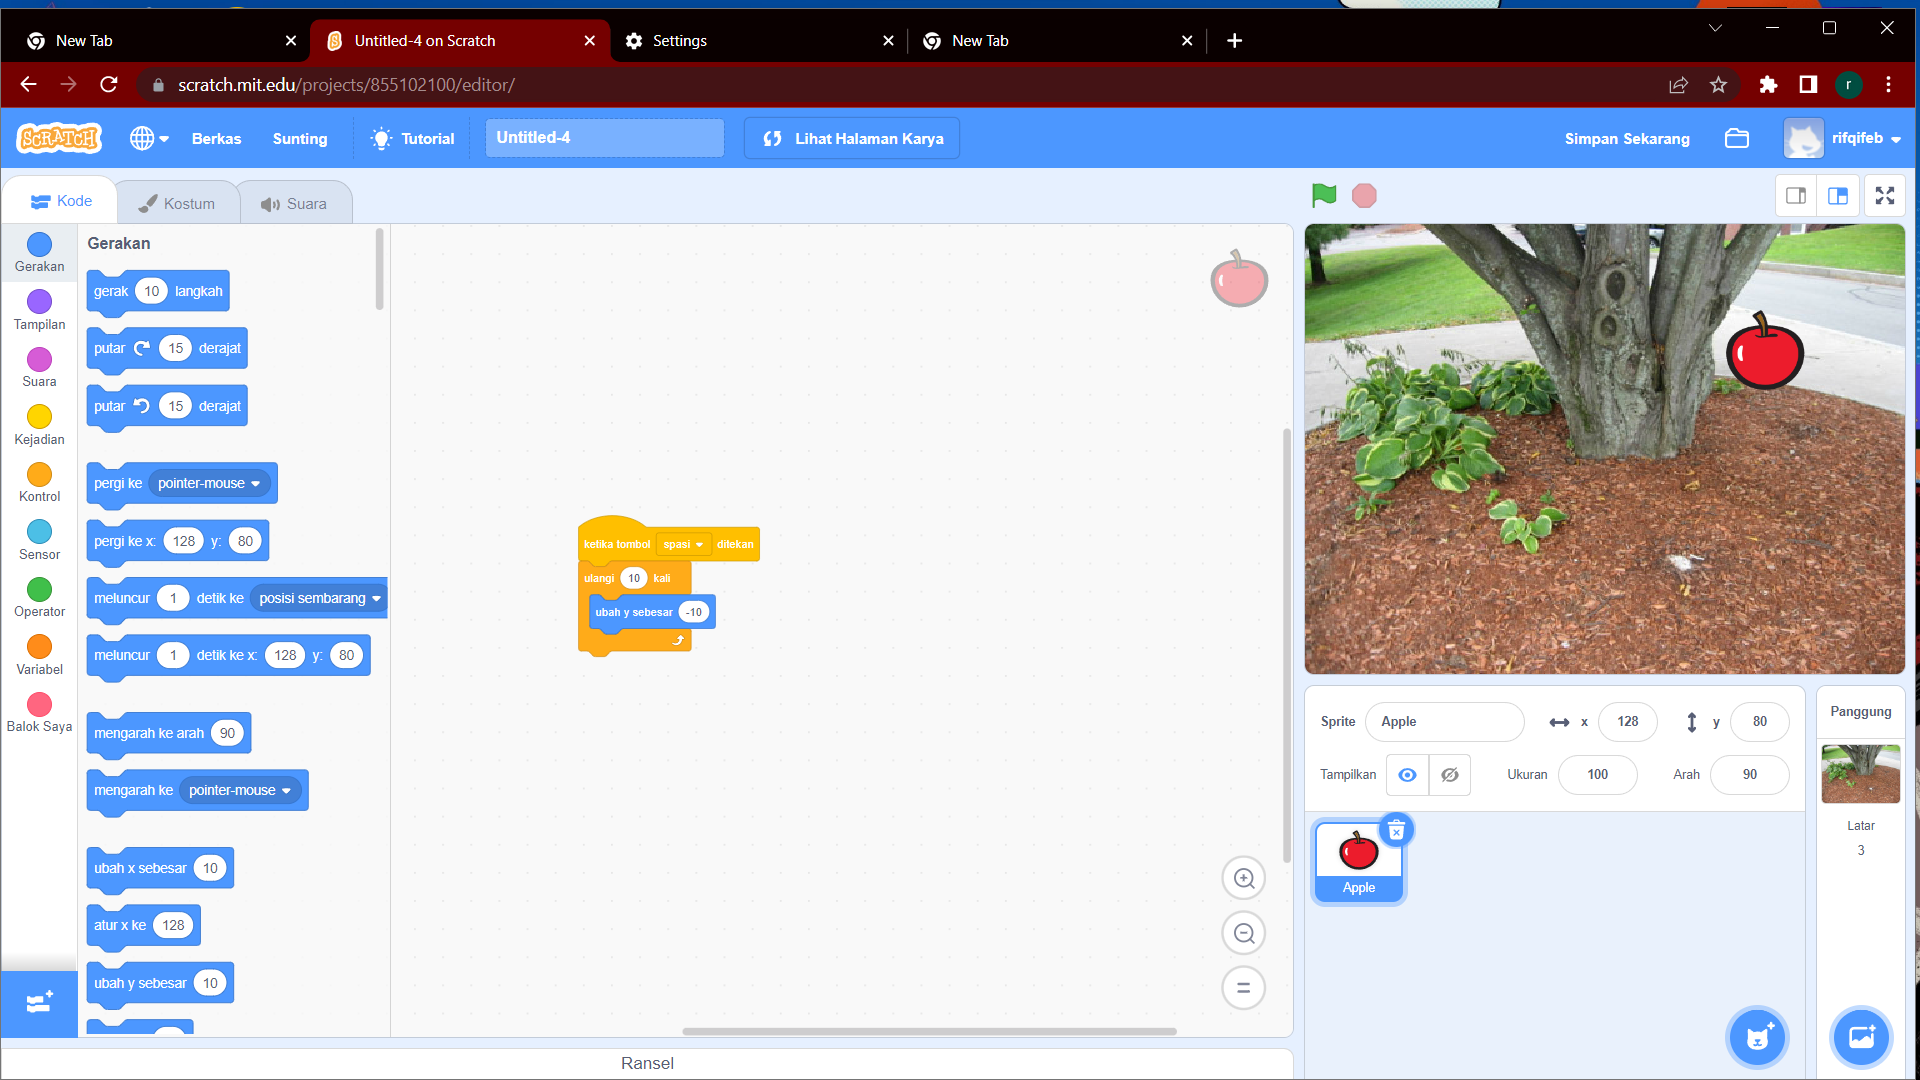 New Tab
Untitled-4 on Scratch
Settings
New Tab
scratch.mit.edu/projects/855102100/editor/
r
SCRATCH
Berkas
Sunting
Tutorial
Untitled-4
Lihat Halaman Karya
Simpan Sekarang
rifqifeb
Kode
Kostum
Suara
Gerakan
Tampilan
Suara
Kejadian
Kontrol
Sensor
Operator
Variabel
Balok Saya
Gerakan
gerak 10 langkah
putar 15 derajat
putar 15 derajat
pergi ke pointer-mouse
pergi ke x: 128 y: 80
meluncur 1 detik ke posisi sembarang
meluncur 1 detik ke x: 128 y: 80
mengarah ke arah 90
mengarah ke pointer-mouse
ubah x sebesar 10
atur x ke 128
ubah y sebesar 10
ketika tombol spasi ditekan
ulangi 10 kali
ubah y sebesar -10
Ransel
Sprite Apple x 128 y 80
Tampilkan Ukuran 100 Arah 90
Apple
Panggung
Latar
3